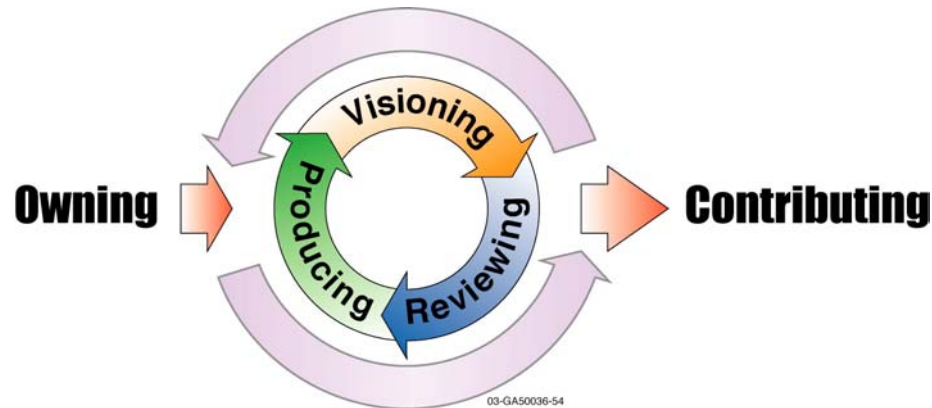 Visioning
Owning
Producing
Reviewing
Contributing
03-GA50036-54